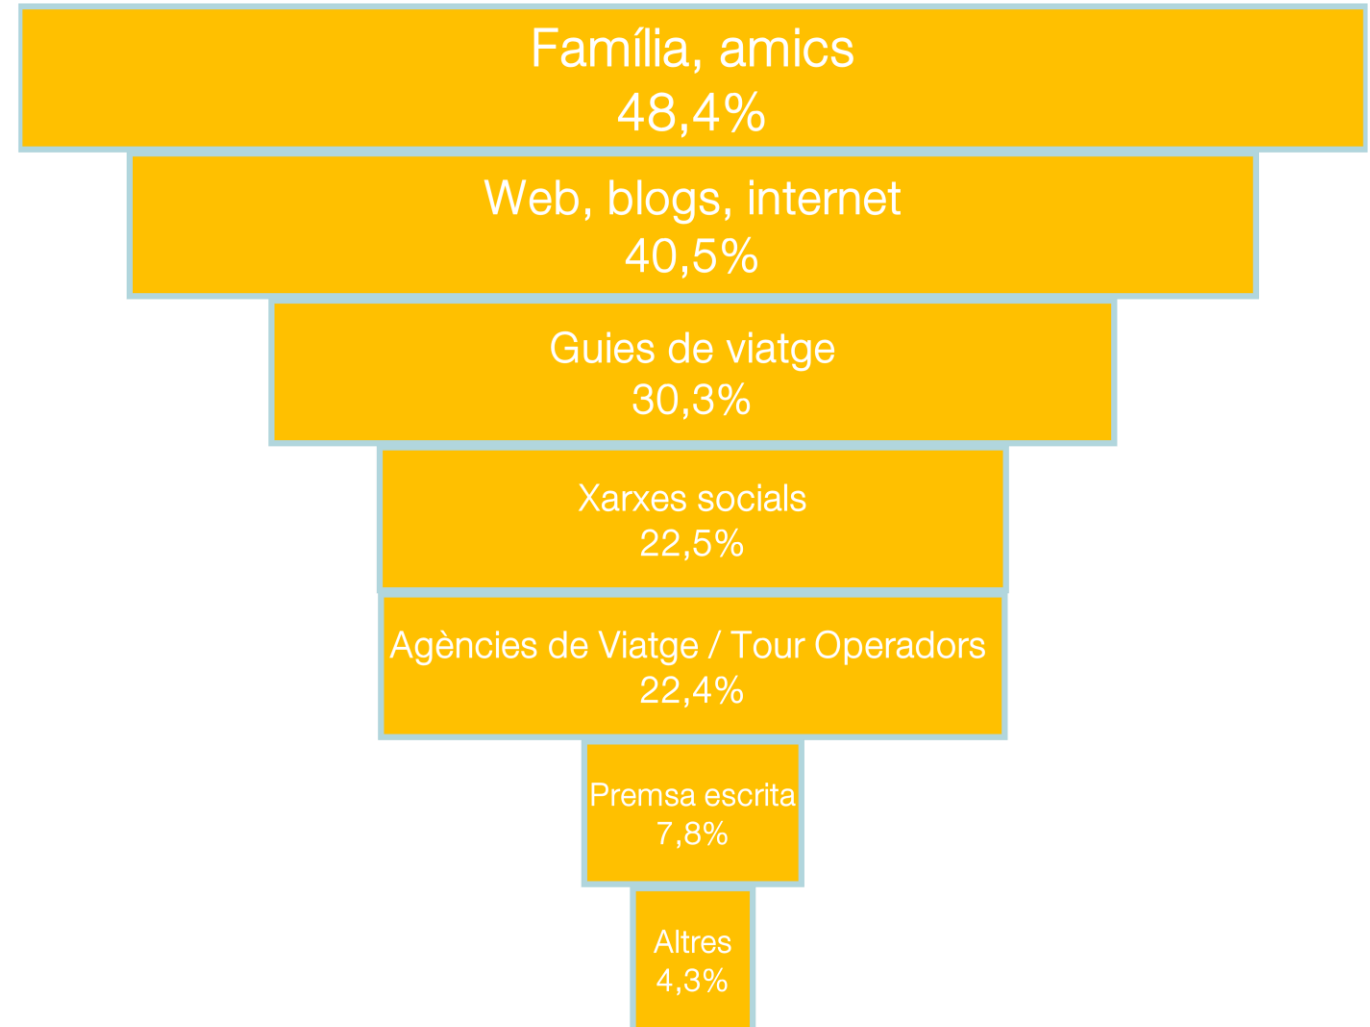 Família, amics
48,4%
Web, blogs, internet
40,5%
Guies de viatge
30,3%
Xarxes socials
22,5%
Agències de Viatge / Tour Operadors
22,4%
Premsa escrita
7,8%
Altres
4,3%